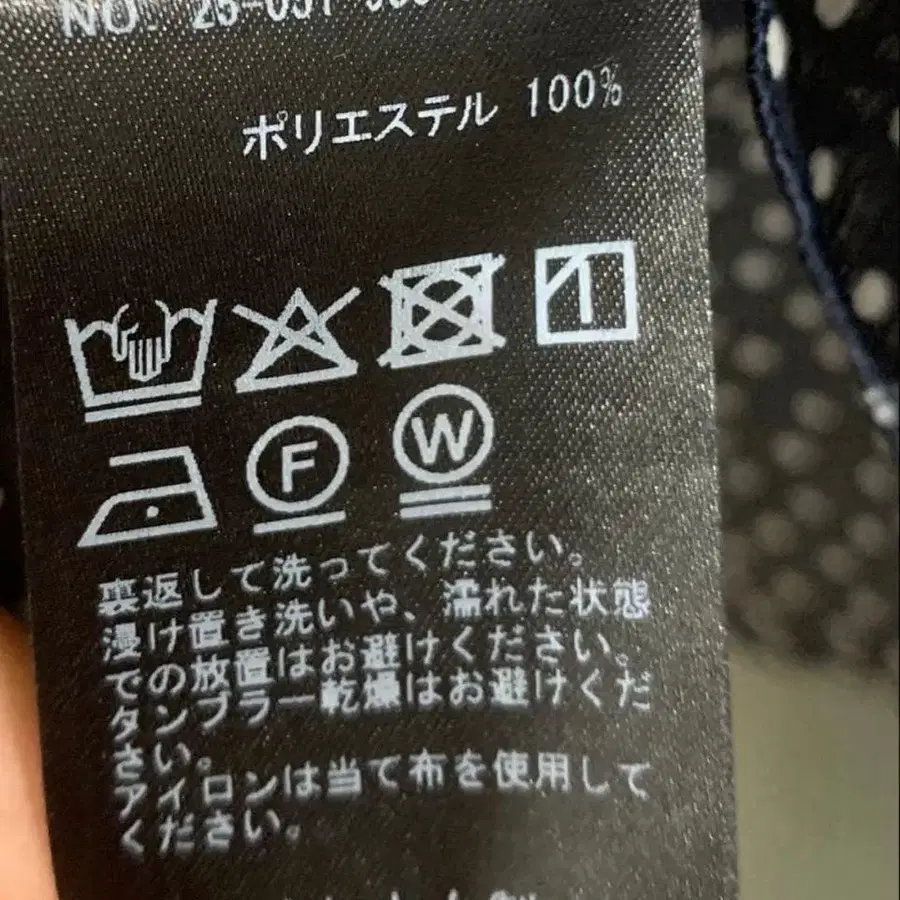 ポリエステル 100%
F
W
裏返して洗ってください。
浸け置き洗いや、濡れた状態
での放置はお避けください。
タンブラー乾燥はお避けくだ
さい。
アイロンは当て布を使用して
ください。